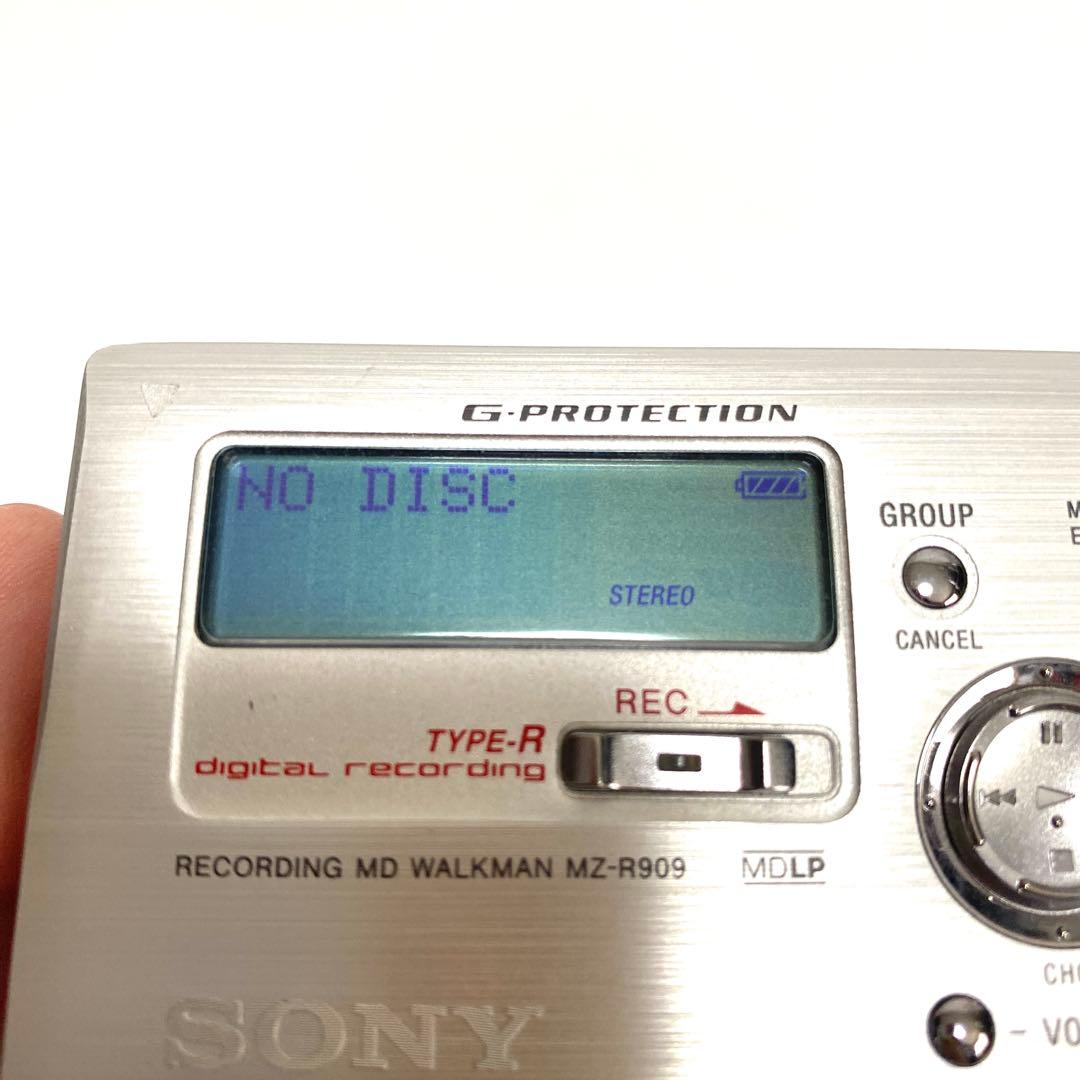 G-PROTECTION
NO DISC
STEREO
GROUP
CANCEL
REC
TYPE-R
digital recording
RECORDING MD WALKMAN MZ-R909
MDLP
SONY